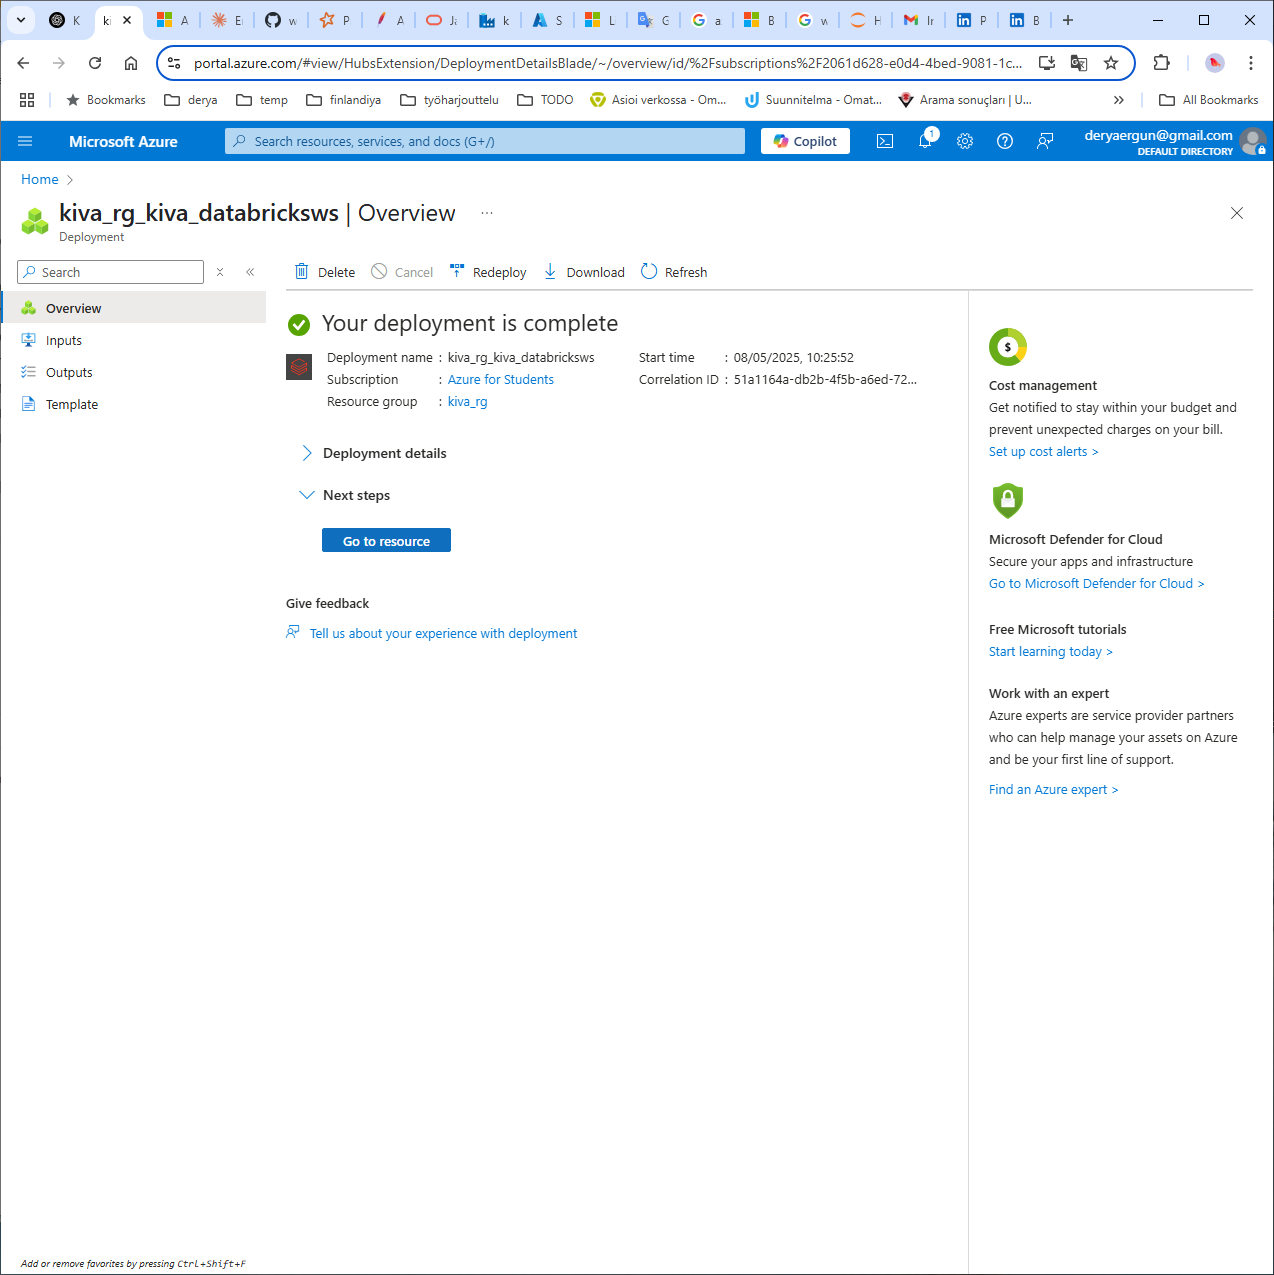 K
ki
A
Er
w
P
A
Ja
k
S
L
G
a
B
w
H
Ir
P
B
portal.azure.com/#view/HubsExtension/DeploymentDetailsBlade/~/overview/id/%2Fsubscriptions%2F2061d628-e0d4-4bed-9081-1c...
Bookmarks
derya
temp
finlandiya
työharjouttelu
TODO
Asioi verkossa - Om...
Suunnitelma - Omat...
Arama sonuçları | U...
All Bookmarks
Microsoft Azure
Search resources, services, and docs (G+/)
Copilot
1
deryaergun@gmail.com
DEFAULT DIRECTORY
Home
kiva_rg_kiva_databricksws | Overview
Deployment
Search
Delete
Cancel
Redeploy
Download
Refresh
Overview
Inputs
Outputs
Template
Your deployment is complete
Deployment name : kiva_rg_kiva_databricksws
Subscription : Azure for Students
Resource group : kiva_rg
Start time : 08/05/2025, 10:25:52
Correlation ID : 51a1164a-db2b-4f5b-a6ed-72...
Deployment details
Next steps
Go to resource
Give feedback
Tell us about your experience with deployment
Cost management
Get notified to stay within your budget and
prevent unexpected charges on your bill.
Set up cost alerts >
Microsoft Defender for Cloud
Secure your apps and infrastructure
Go to Microsoft Defender for Cloud >
Free Microsoft tutorials
Start learning today >
Work with an expert
Azure experts are service provider partners
who can help manage your assets on Azure
and be your first line of support.
Find an Azure expert >
Add or remove favorites by pressing Ctrl+Shift+F